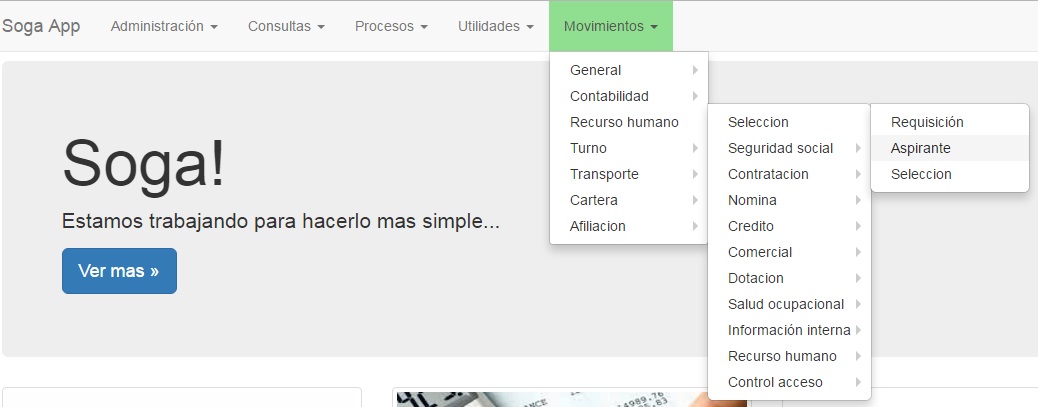 Soga App
Administración
Consultas
Procesos
Utilidades
Movimientos
General
Contabilidad
Recurso humano
Turno
Transporte
Cartera
Afiliacion
Seleccion
Seguridad social
Contratacion
Nomina
Credito
Comercial
Dotacion
Salud ocupacional
Información interna
Recurso humano
Control acceso
Requisición
Aspirante
Seleccion
Soga!
Estamos trabajando para hacerlo mas simple...
Ver mas »